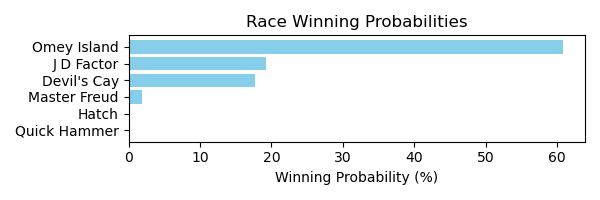 Race Winning Probabilities
Omey Island
J D Factor
Devil's Cay
Master Freud
Hatch
Quick Hammer
0 10 20 30 40 50 60
Winning Probability (%)